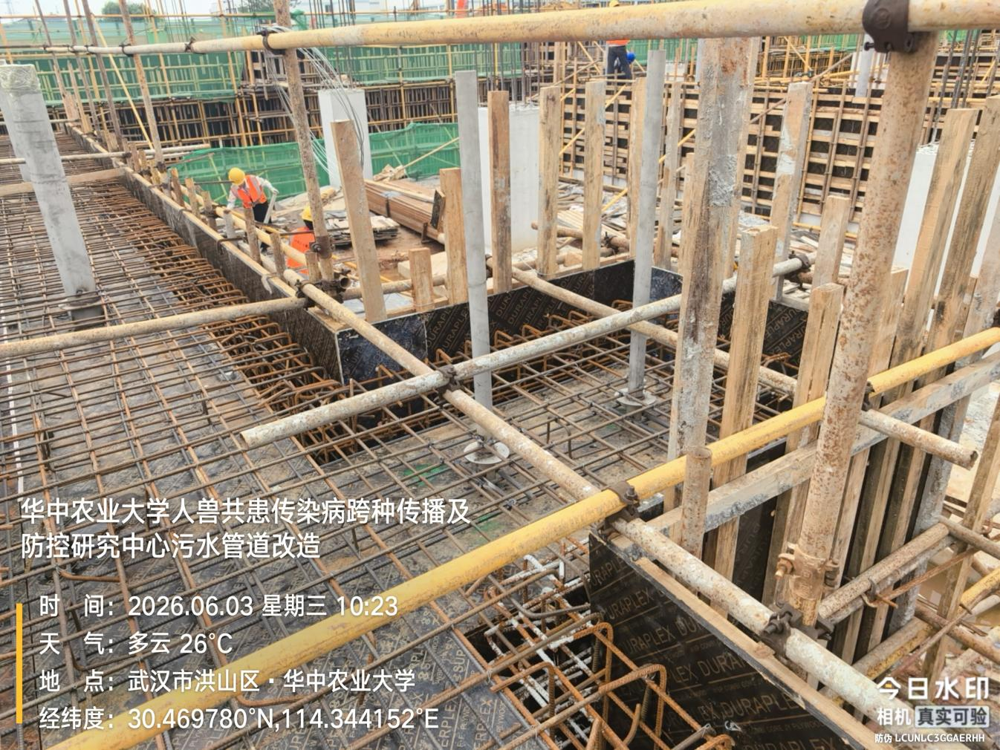 华中农业大学人兽共患传染病跨种传播及
防控研究中心污水管道改造
时 间：2026.06.03 星期三 10:23
天 气：多云 26°C
地 点：武汉市洪山区·华中农业大学
经纬度：30.469780°N,114.344152°E
今日水印
相机 真实可验
防伪 LCUNLC3GGAERHH
DURAPLEX
DURAPLEX
DURAPLEX
DURAPLEX